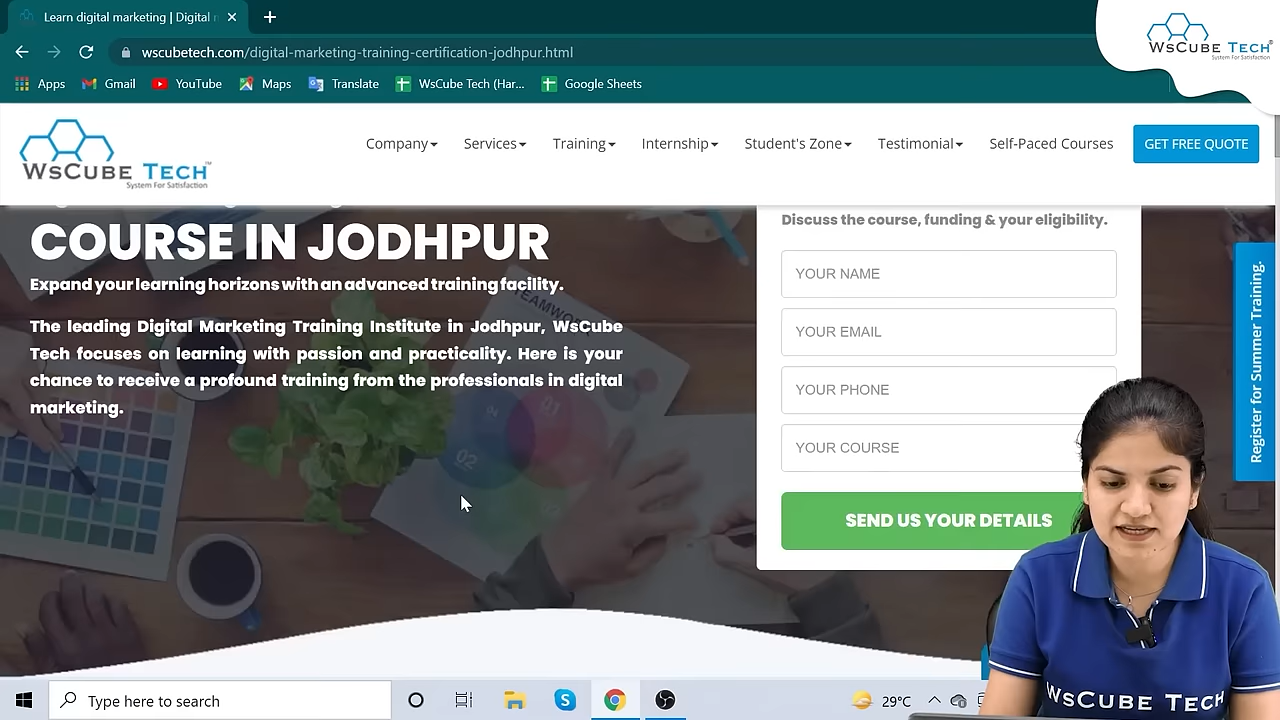 Learn digital marketing | Digital
wscubetech.com/digital-marketing-training-certification-jodhpur.html
Apps
Gmail
YouTube
Maps
Translate
WsCube Tech (Har...
Google Sheets
WsCube Tech
System For Satisfaction
WsCube Tech™
System For Satisfaction
Company
Services
Training
Internship
Student's Zone
Testimonial
Self-Paced Courses
GET FREE QUOTE
COURSE IN JODHPUR
Expand your learning horizons with an advanced training facility.
The leading Digital Marketing Training Institute in Jodhpur, WsCube
Tech focuses on learning with passion and practicality. Here is your
chance to receive a profound training from the professionals in digital
marketing.
TEAMWORK
01
02
04
Discuss the course, funding & your eligibility.
YOUR NAME
YOUR EMAIL
YOUR PHONE
YOUR COURSE
SEND US YOUR DETAILS
Register for Summer Training.
WsCube Tech
Type here to search
29°C